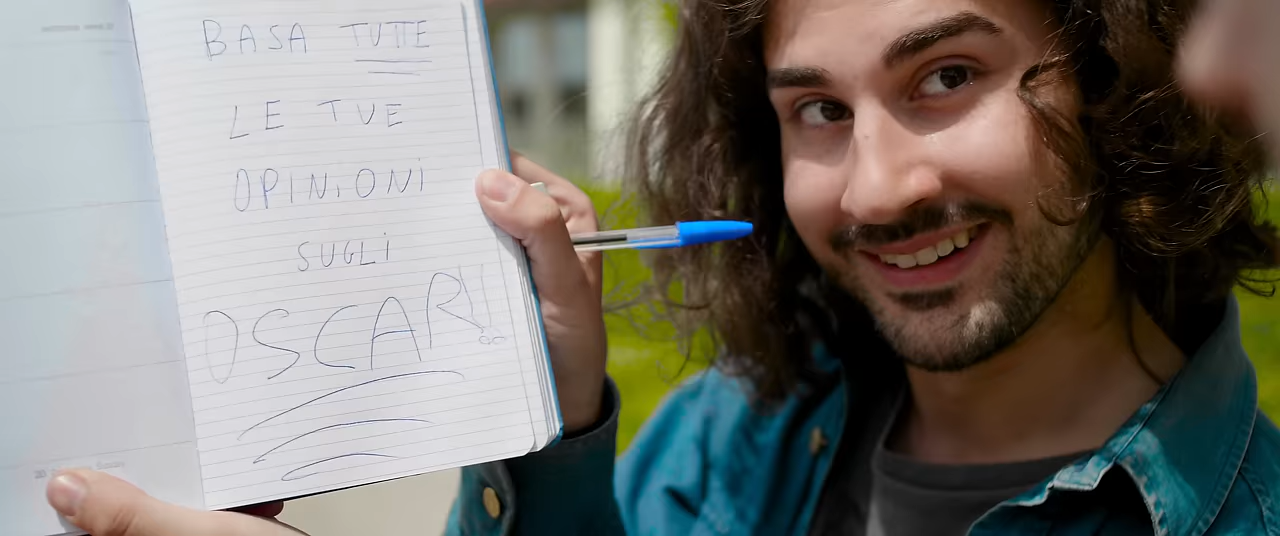 BASA TUTTE
LE TUE
OPINIONI
SUGLI
OSCAR!!